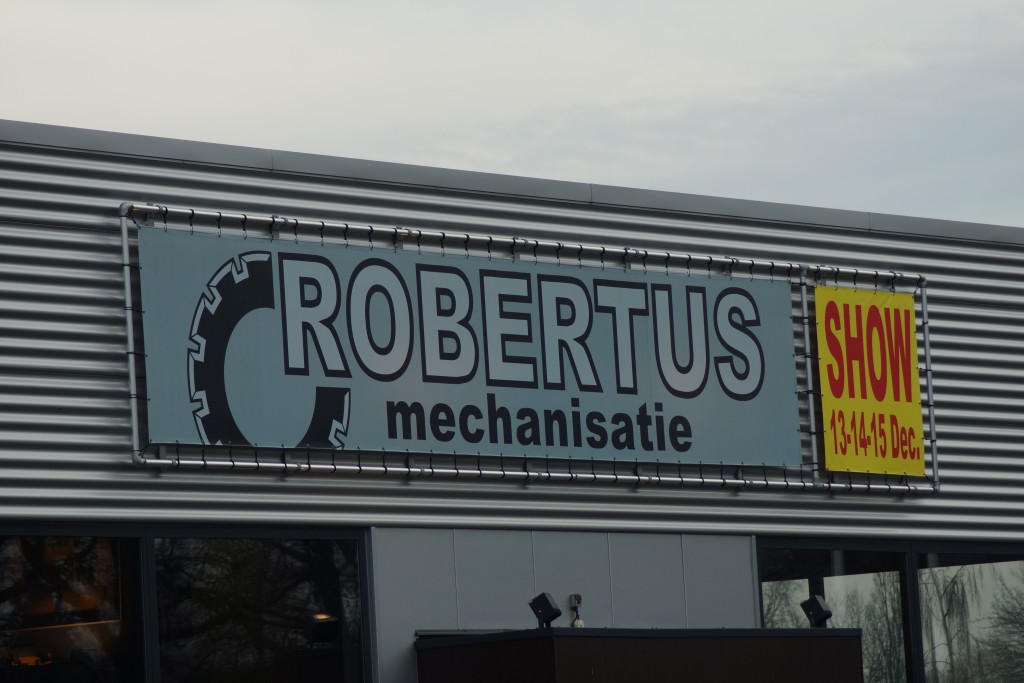 ROBERTUS
mechanisatie
SHOW
13-14-15 Dec.